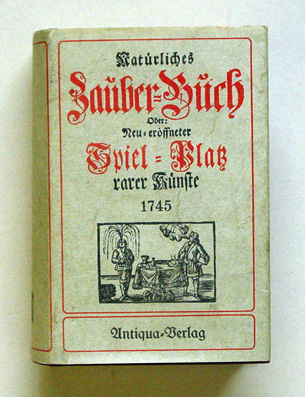 Natürliches
Zauber=Buch
Oder:
Neu=eröffneter
Spiel=Platz
rarer Künste
1745
Antiqua=Verlag